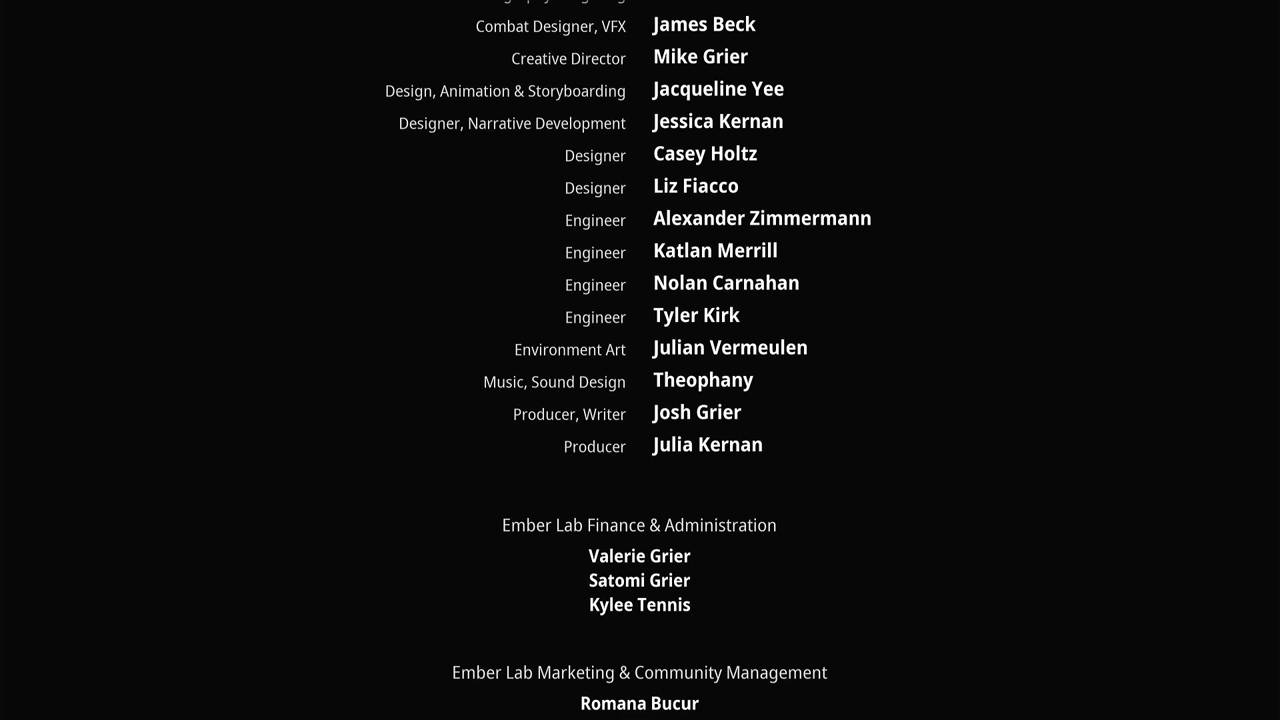 Combat Designer, VFX James Beck
Creative Director Mike Grier
Design, Animation & Storyboarding Jacqueline Yee
Designer, Narrative Development Jessica Kernan
Designer Casey Holtz
Designer Liz Fiacco
Engineer Alexander Zimmermann
Engineer Katlan Merrill
Engineer Nolan Carnahan
Engineer Tyler Kirk
Environment Art Julian Vermeulen
Music, Sound Design Theophany
Producer, Writer Josh Grier
Producer Julia Kernan
Ember Lab Finance & Administration
Valerie Grier
Satomi Grier
Kylee Tennis
Ember Lab Marketing & Community Management
Romana Bucur